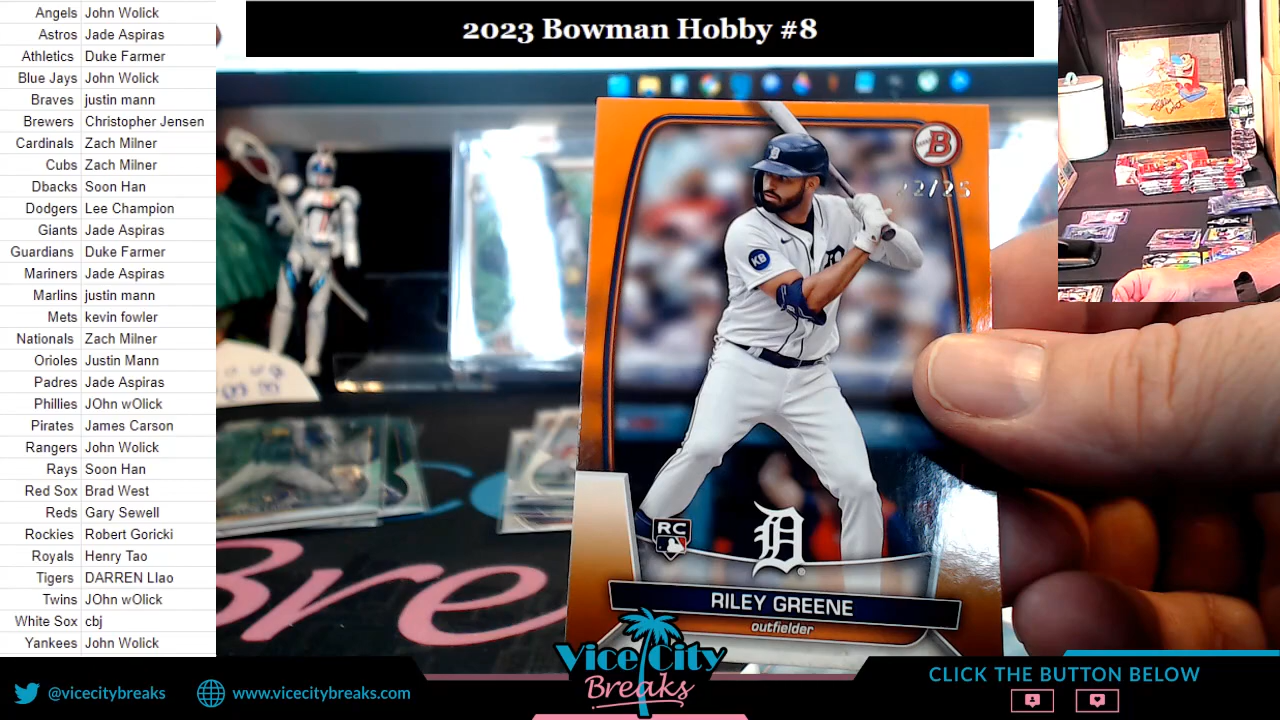 2023 Bowman Hobby #8
Angels John Wolick
Astros Jade Aspiras
Athletics Duke Farmer
Blue Jays John Wolick
Braves justin mann
Brewers Christopher Jensen
Cardinals Zach Milner
Cubs Zach Milner
Dbacks Soon Han
Dodgers Lee Champion
Giants Jade Aspiras
Guardians Duke Farmer
Mariners Jade Aspiras
Marlins justin mann
Mets kevin fowler
Nationals Zach Milner
Orioles Justin Mann
Padres Jade Aspiras
Phillies JOhn wOlick
Pirates James Carson
Rangers John Wolick
Rays Soon Han
Red Sox Brad West
Reds Gary Sewell
Rockies Robert Goricki
Royals Henry Tao
Tigers DARREN LIao
Twins JOhn wOlick
White Sox cbj
Yankees John Wolick
B
22/25
D
KB
RC
D
RILEY GREENE
outfielder
Bre
Vice City
Breaks
@vicecitybreaks
www.vicecitybreaks.com
CLICK THE BUTTON BELOW